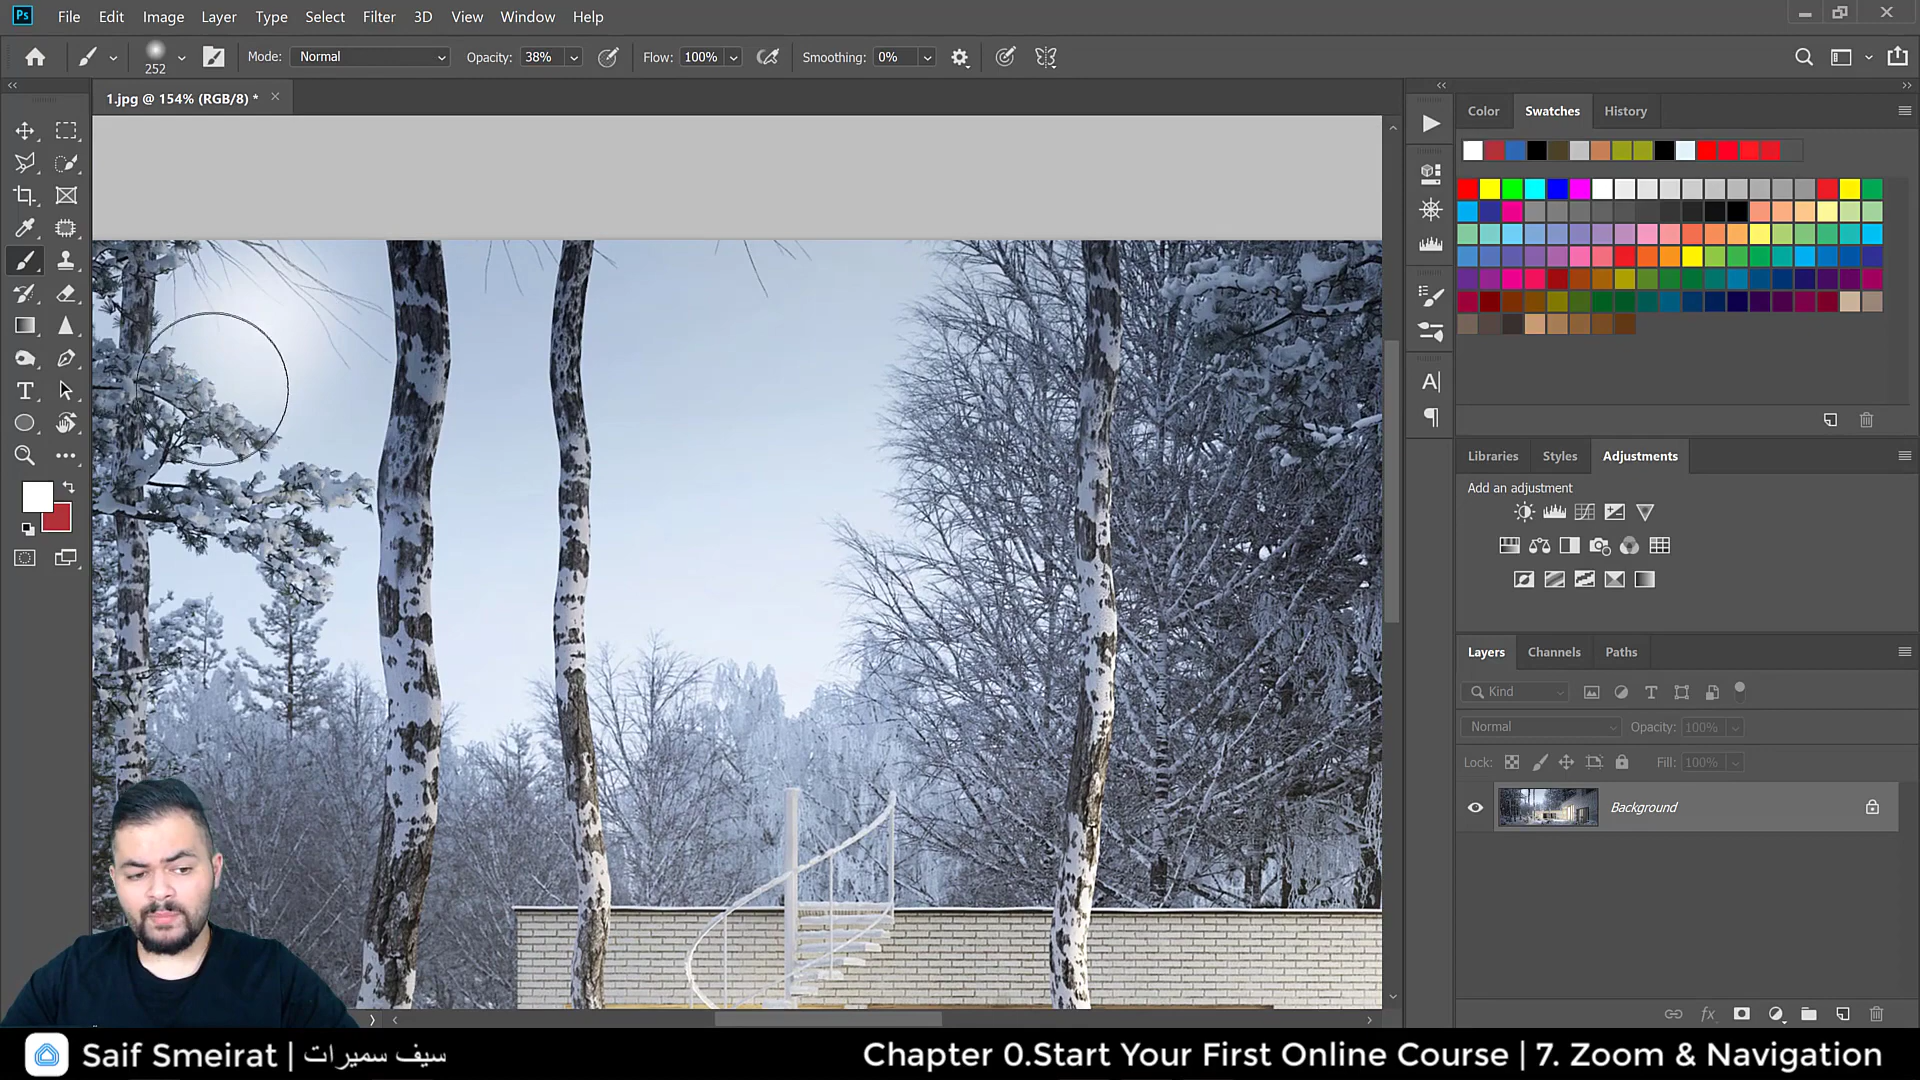 Ps File Edit Image Layer Type Select Filter 3D View Window Help
252 Mode: Normal Opacity: 38% Flow: 100% Smoothing: 0%
1.jpg @ 154% (RGB/8) *
Color Swatches History
Libraries Styles Adjustments
Add an adjustment
Layers Channels Paths
Kind
Normal Opacity: 100%
Lock: Fill: 100%
Background
fx
Saif Smeirat | سيف سميرات
Chapter 0.Start Your First Online Course | 7. Zoom & Navigation